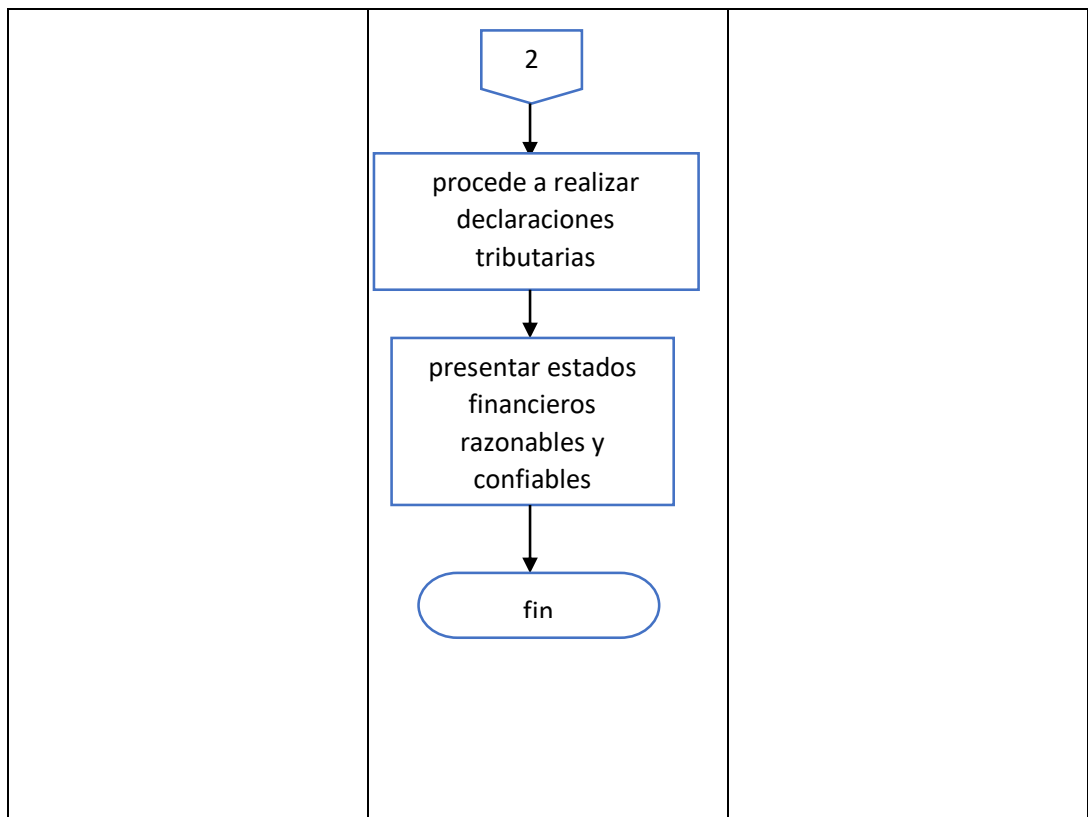 2
procede a realizar
declaraciones
tributarias
presentar estados
financieros
razonables y
confiables
fin